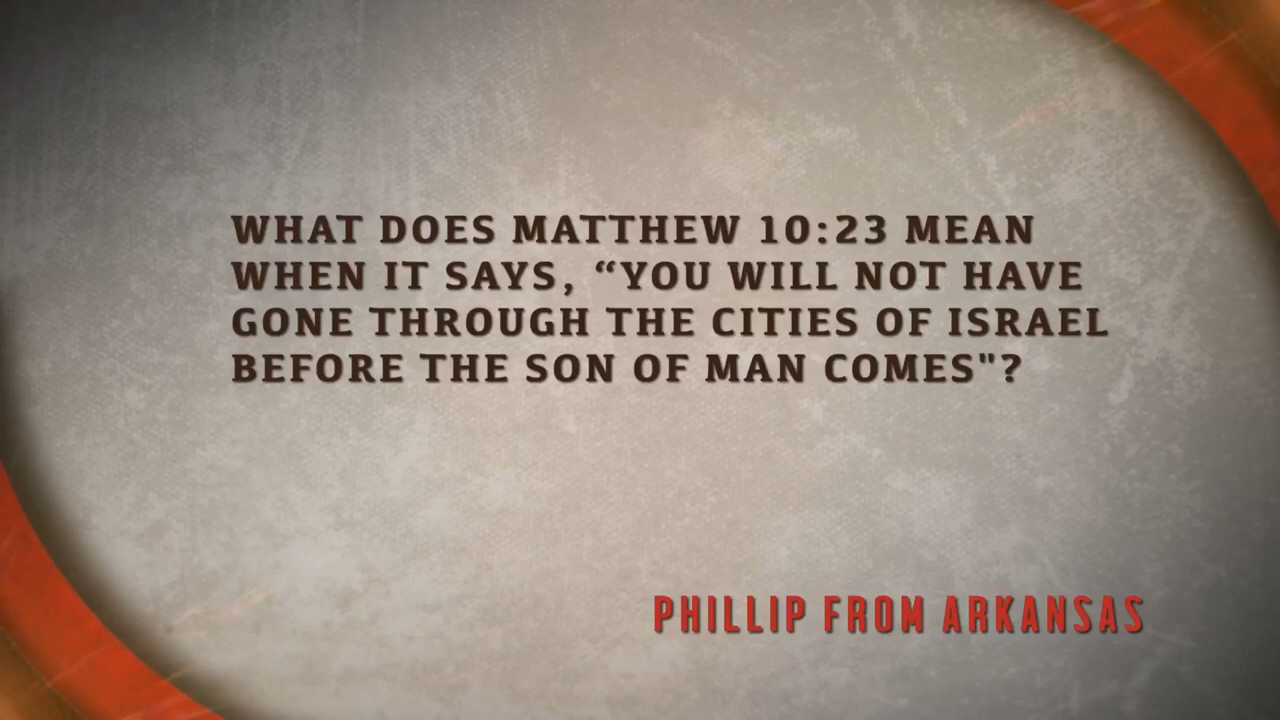 WHAT DOES MATTHEW 10:23 MEAN
WHEN IT SAYS, “YOU WILL NOT HAVE
GONE THROUGH THE CITIES OF ISRAEL
BEFORE THE SON OF MAN COMES"?
PHILLIP FROM ARKANSAS